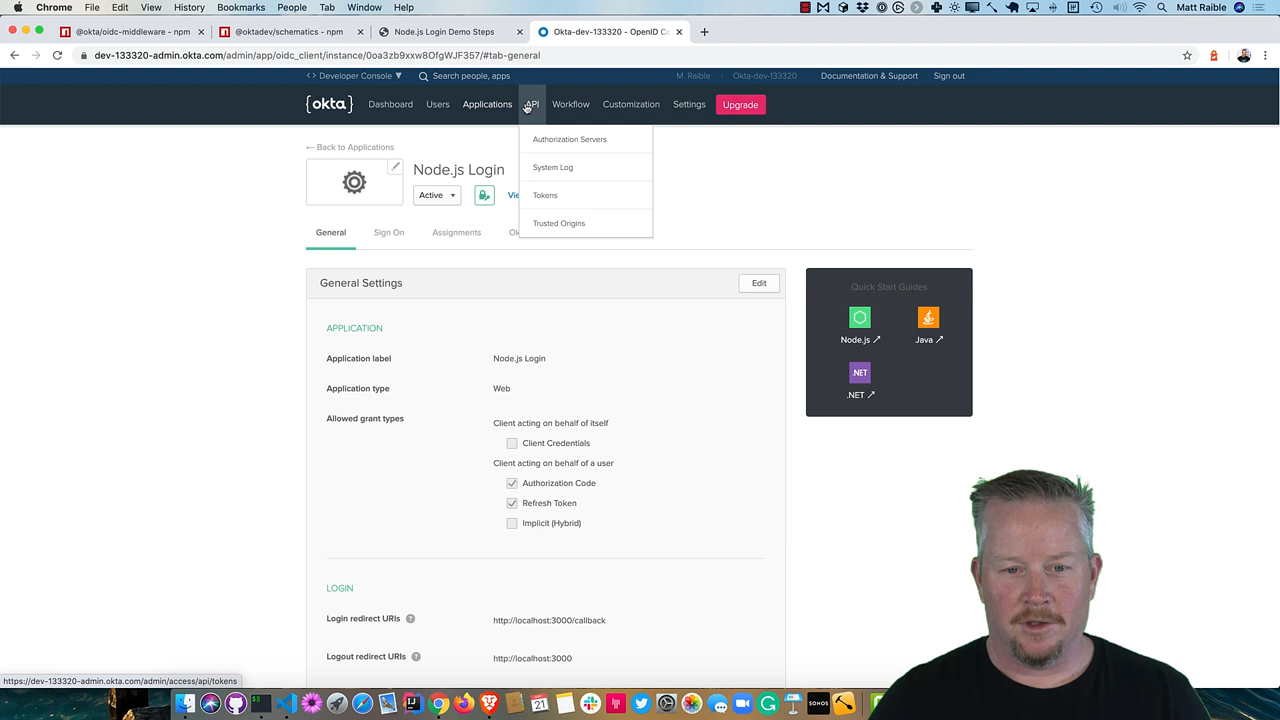 Chrome File Edit View History Bookmarks People Tab Window Help Matt Raible
@okta/oidc-middleware - npm × @oktadev/schematics - npm × Node.js Login Demo Steps × Okta-dev-133320 - OpenID Co × +
dev-133320-admin.okta.com/admin/app/oidc_client/instance/0oa3zb9xxw8OfgWJF357/#tab-general
<> Developer Console ▼ Search people, apps M. Raible · Okta-dev-133320 Documentation & Support Sign out
{okta} Dashboard Users Applications API Workflow Customization Settings Upgrade
Authorization Servers
System Log
Tokens
Trusted Origins
← Back to Applications
Node.js Login
Active ▼ Vie
General Sign On Assignments Ok
General Settings Edit
APPLICATION
Application label Node.js Login
Application type Web
Allowed grant types
Client acting on behalf of itself
Client Credentials
Client acting on behalf of a user
Authorization Code
Refresh Token
Implicit (Hybrid)
LOGIN
Login redirect URIs ? http://localhost:3000/callback
Logout redirect URIs ? http://localhost:3000
Quick Start Guides
Node.js ↗ Java ↗
.NET
.NET ↗
https://dev-133320-admin.okta.com/admin/access/api/tokens
SONOS